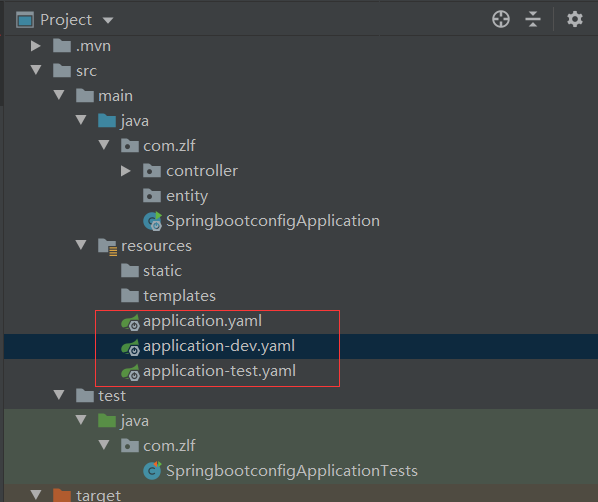 Project
.mvn
src
main
java
com.zlf
controller
entity
SpringbootconfigApplication
resources
static
templates
application.yaml
application-dev.yaml
application-test.yaml
test
java
com.zlf
SpringbootconfigApplicationTests
target